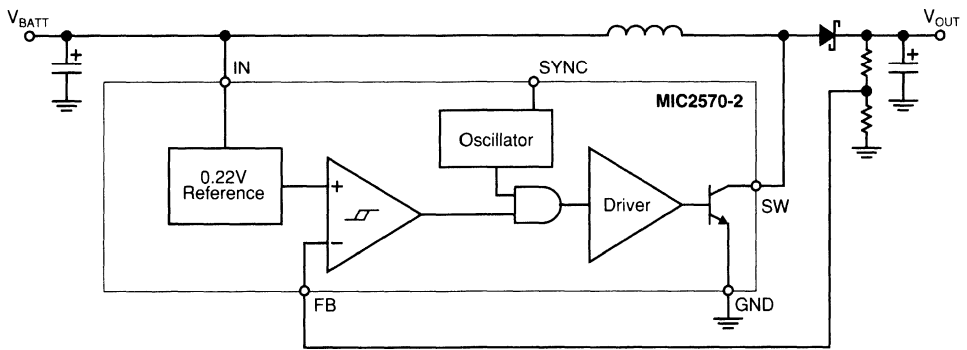 VBATT
VOUT
IN
SYNC
MIC2570-2
Oscillator
0.22V
Reference
+
–
Driver
SW
FB
GND
+
+